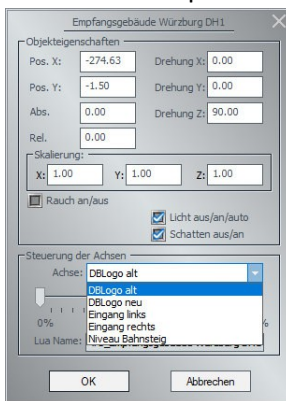 Empfangsgebäude Würzburg DH1
Objekteigenschaften
Pos. X: -274.63 Drehung X: 0.00
Pos. Y: -1.50 Drehung Y: 0.00
Abs. 0.00 Drehung Z: 90.00
Rel. 0.00
Skalierung:
X: 1.00 Y: 1.00 Z: 1.00
Rauch an/aus
Licht aus/an/auto
Schatten aus/an
Steuerung der Achsen
Achse: DBLogo alt
DBLogo alt
DBLogo neu
Eingang links
Eingang rechts
Niveau Bahnsteig
0% %
Lua Name:
OK Abbrechen